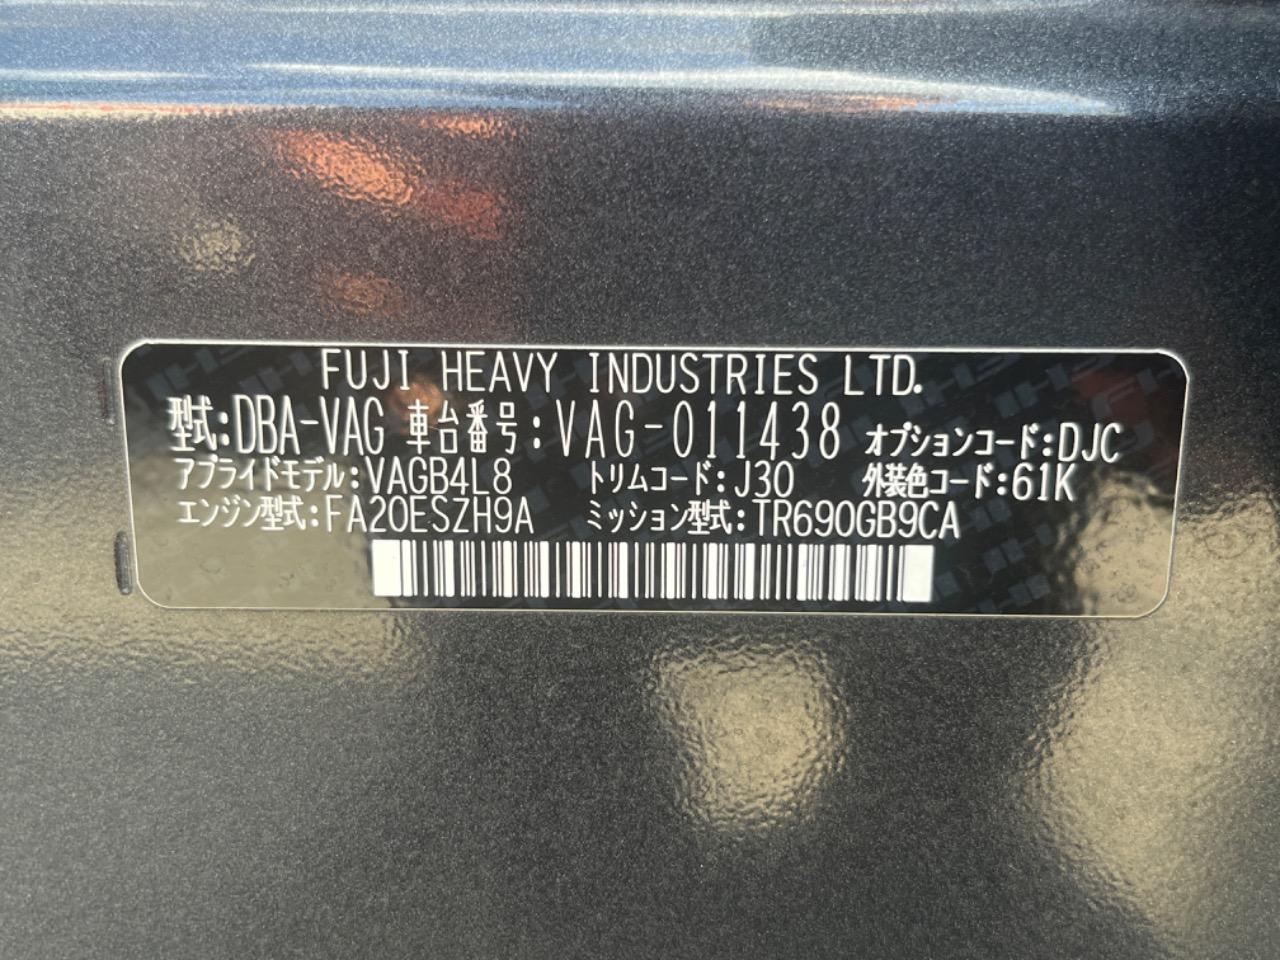 FUJI HEAVY INDUSTRIES LTD.
型式:DBA-VAG 車台番号:VAG-011438 オプションコード:DJC
アプライドモデル:VAGB4L8 トリムコード:J30 外装色コード:61K
エンジン型式:FA20ESZH9A ミッション型式:TR690GB9CA